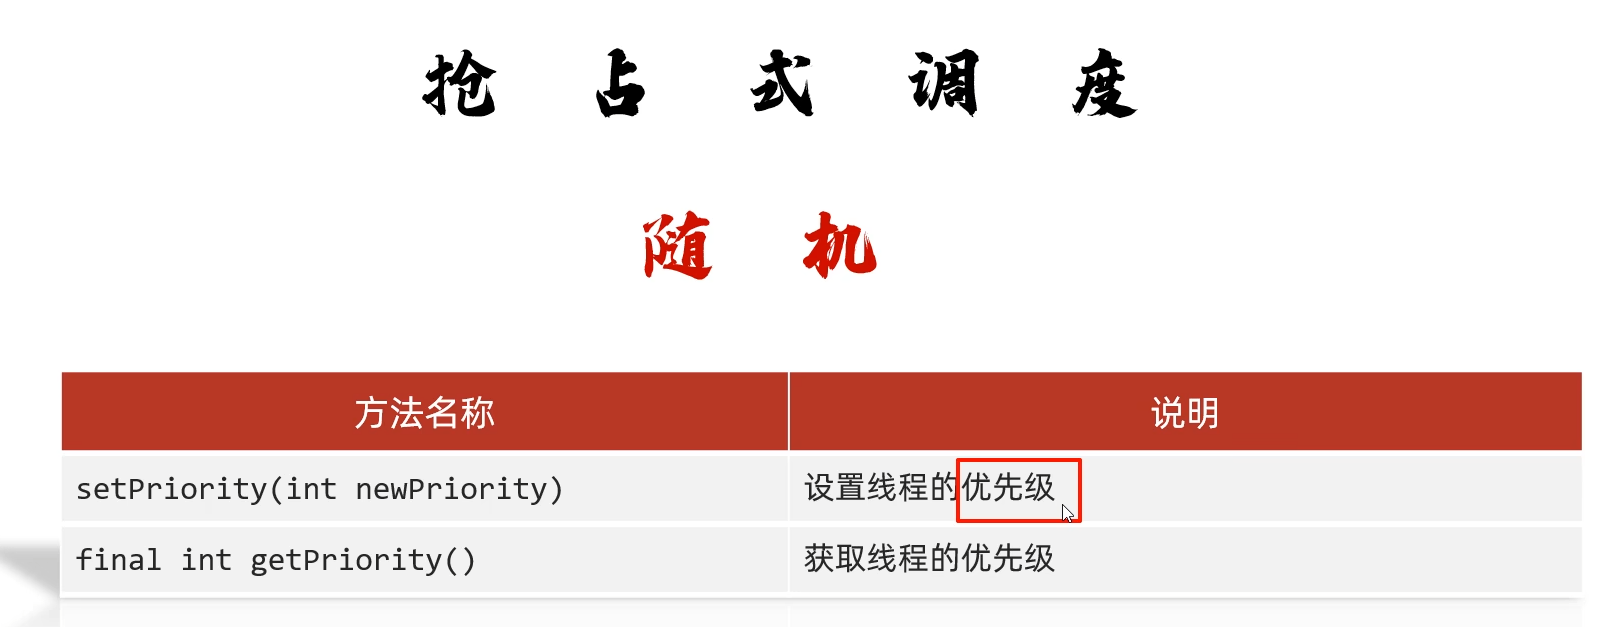 抢占式调度
随机
方法名称 说明
setPriority(int newPriority) 设置线程的优先级
final int getPriority() 获取线程的优先级